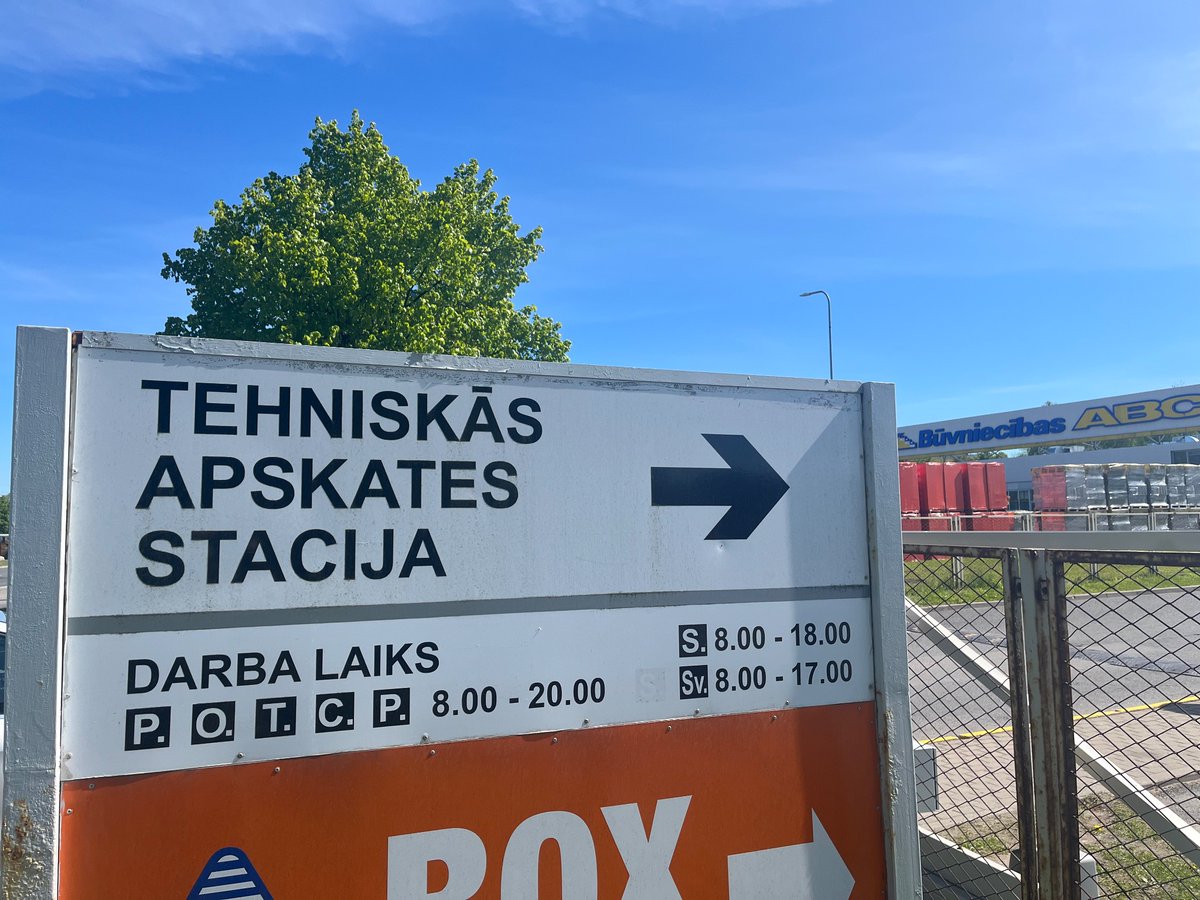 TEHNISKĀS
APSKATES
STACIJA
DARBA LAIKS
P. O. T. C. P. 8.00 - 20.00
S. 8.00 - 18.00
Sv. 8.00 - 17.00
Būvniecības ABC